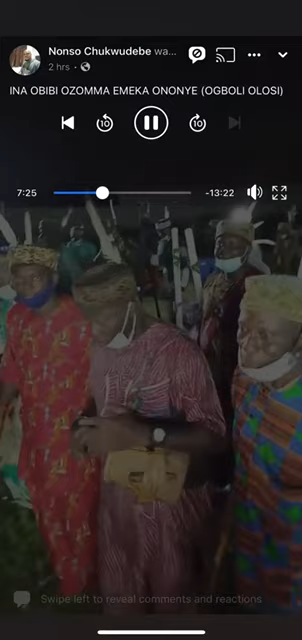 Nonso Chukwudebe wa...
2 hrs •
INA OBIBI OZOMMA EMEKA ONONYE (OGBOLI OLOSI)
10
10
7:25
-13:22
Swipe left to reveal comments and reactions